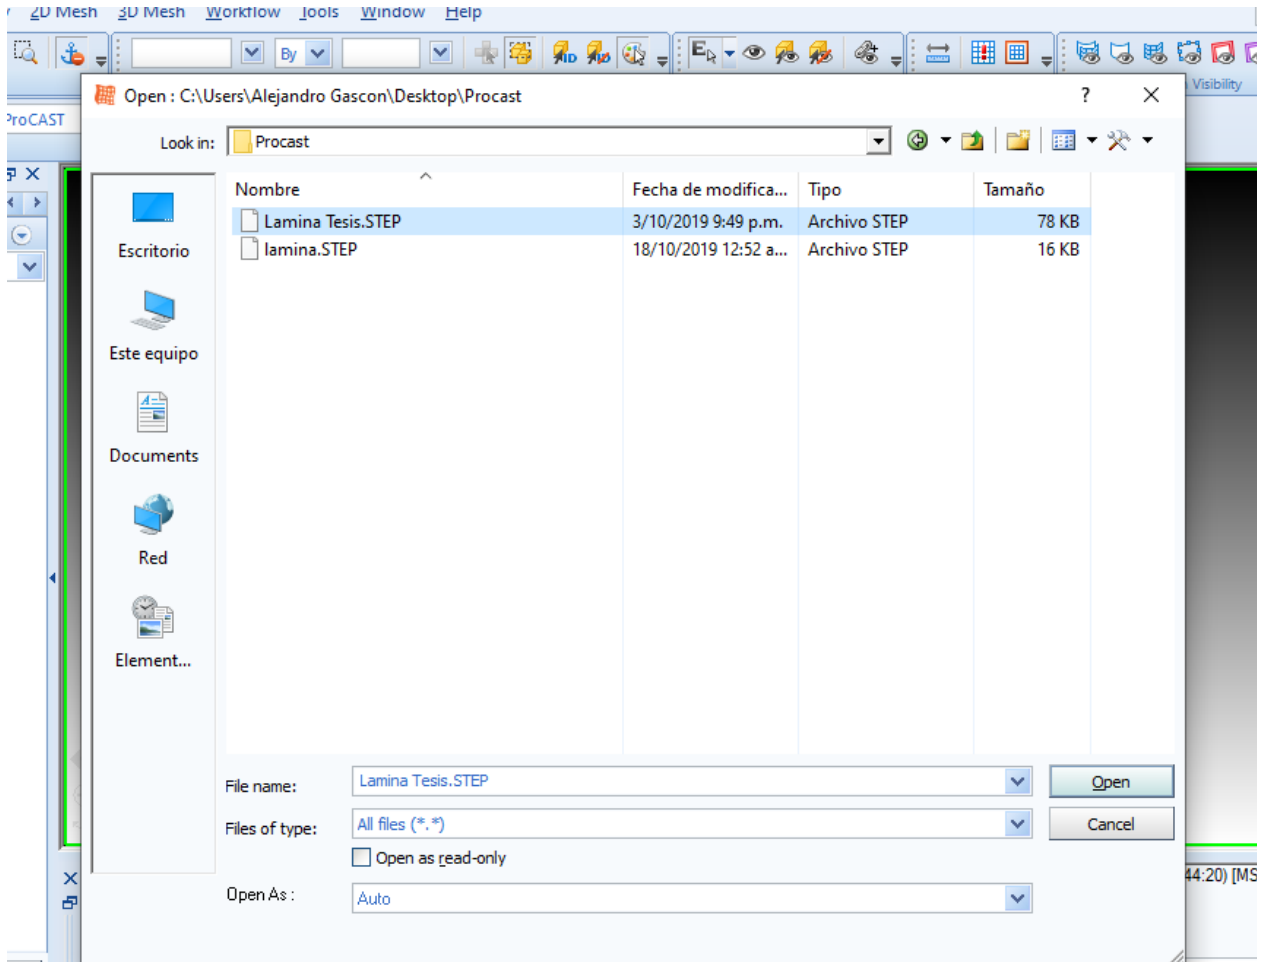 2D Mesh 3D Mesh Workflow Tools Window Help
By
Visibility
ProCAST
Open : C:\Users\Alejandro Gascon\Desktop\Procast ?
Look in: Procast
Nombre Fecha de modifica... Tipo Tamaño
Lamina Tesis.STEP 3/10/2019 9:49 p.m. Archivo STEP 78 KB
lamina.STEP 18/10/2019 12:52 a... Archivo STEP 16 KB
Escritorio
Este equipo
Documents
Red
Element...
File name: Lamina Tesis.STEP Open
Files of type: All files (*.*) Cancel
Open as read-only
Open As : Auto
44:20) [MS